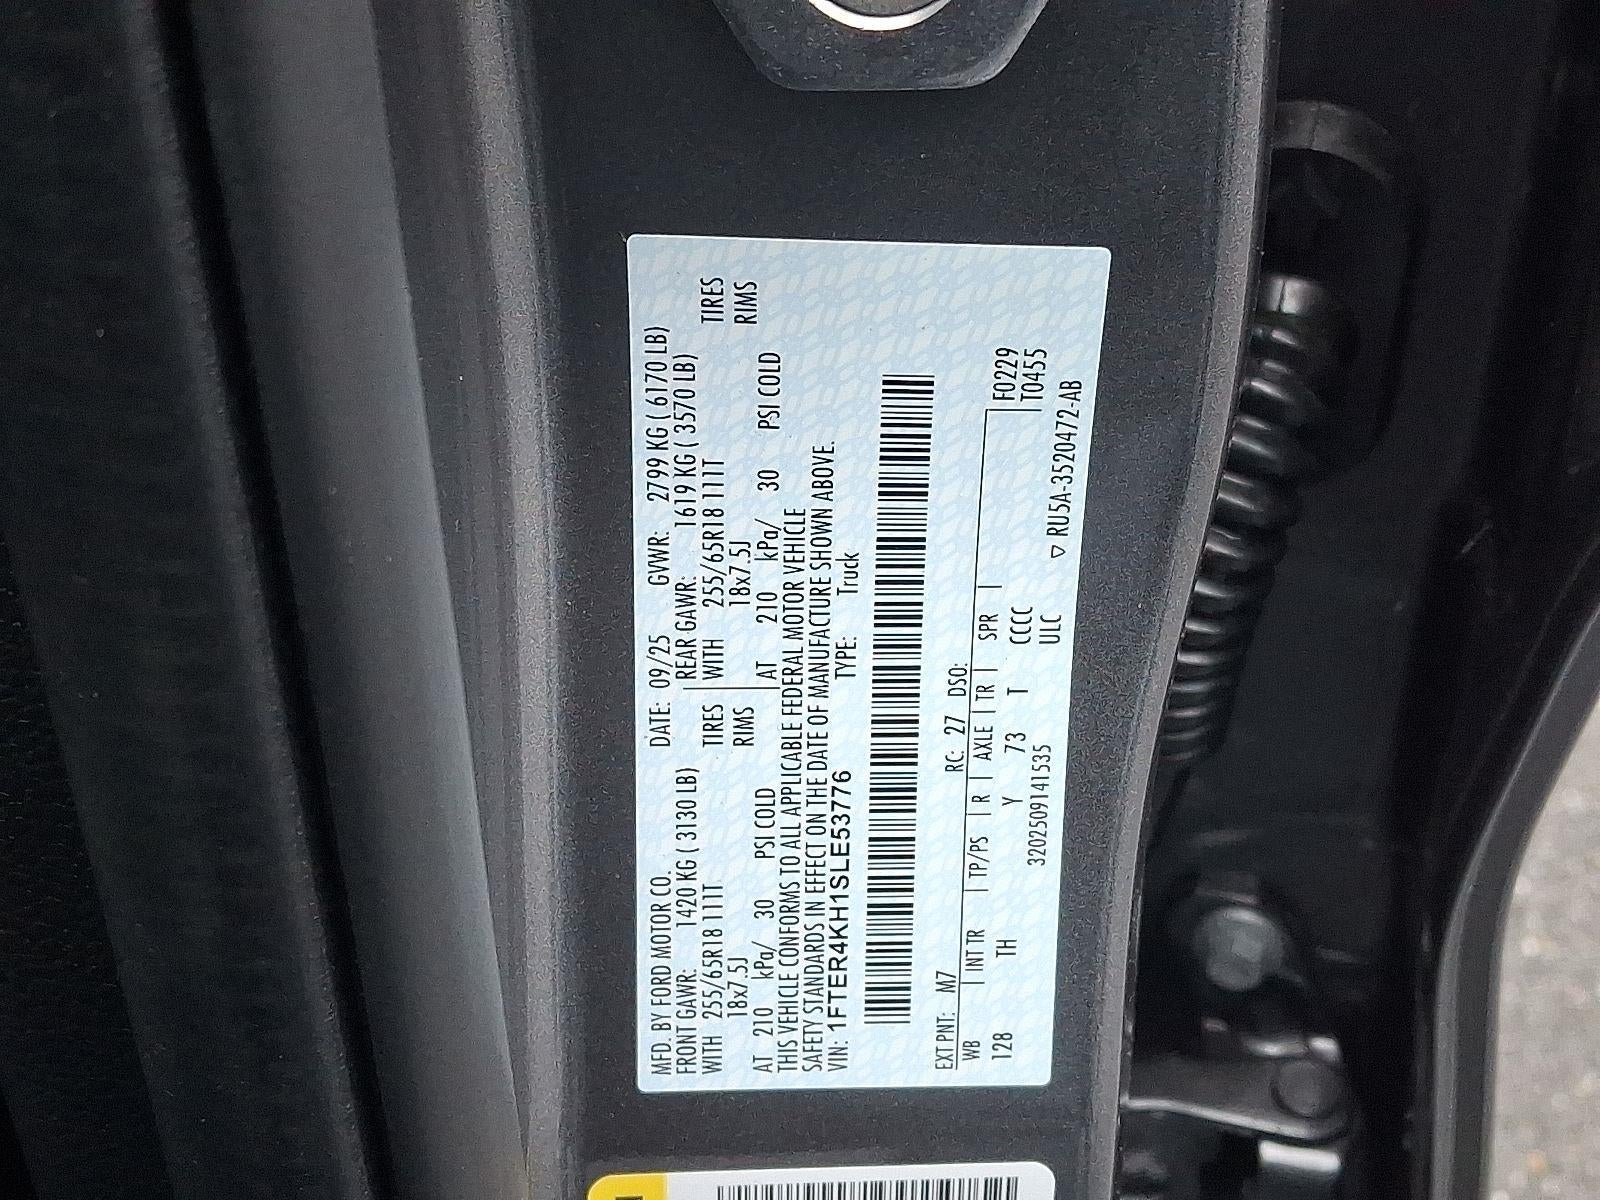 MFD. BY FORD MOTOR CO. DATE: 09/25 GVWR: 2799 KG ( 6170 LB)
FRONT GAWR: 1420 KG ( 3130 LB) REAR GAWR: 1619 KG ( 3570 LB)
WITH 255/65R18 111T TIRES WITH 255/65R18 111T TIRES
18x7.5J RIMS 18x7.5J RIMS
AT 210 kPa/ 30 PSI COLD AT 210 kPa/ 30 PSI COLD
THIS VEHICLE CONFORMS TO ALL APPLICABLE FEDERAL MOTOR VEHICLE
SAFETY STANDARDS IN EFFECT ON THE DATE OF MANUFACTURE SHOWN ABOVE.
VIN: 1FTER4KH1SLE53776 TYPE: Truck
EXT PNT: M7 RC: 27 DSO:
WB INT TR TP/PS R AXLE TR SPR F0229
128 TH Y 73 T CCCC T0455
3202509141535 ULC
▽ RU5A-3520472-AB